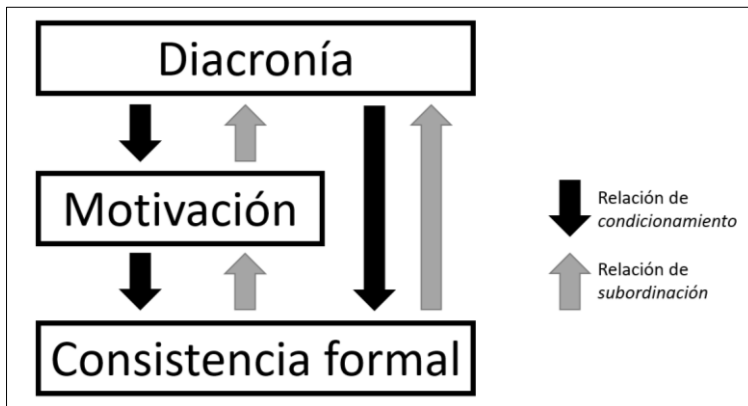 Diacronía
Motivación
Consistencia formal
Relación de
condicionamiento
Relación de
subordinación